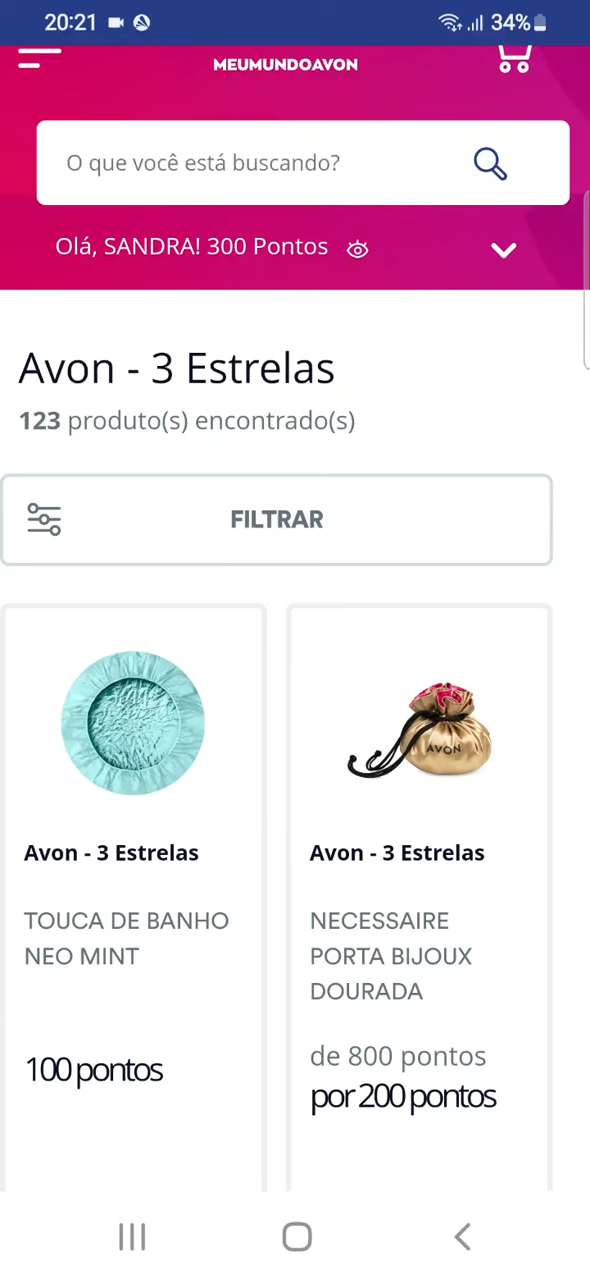 20:21
34%
MEUMUNDOAVON
O que você está buscando?
Olá, SANDRA! 300 Pontos
Avon - 3 Estrelas
123 produto(s) encontrado(s)
FILTRAR
AVON
Avon - 3 Estrelas
TOUCA DE BANHO
NEO MINT
100 pontos
Avon - 3 Estrelas
NECESSAIRE
PORTA BIJOUX
DOURADA
de 800 pontos
por 200 pontos